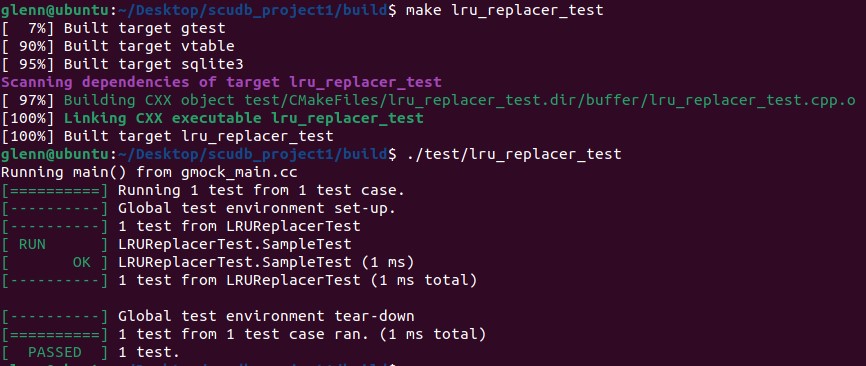 glenn@ubuntu:~/Desktop/scudb_project1/build$ make lru_replacer_test
[  7%] Built target gtest
[ 90%] Built target vtable
[ 95%] Built target sqlite3
Scanning dependencies of target lru_replacer_test
[ 97%] Building CXX object test/CMakeFiles/lru_replacer_test.dir/buffer/lru_replacer_test.cpp.o
[100%] Linking CXX executable lru_replacer_test
[100%] Built target lru_replacer_test
glenn@ubuntu:~/Desktop/scudb_project1/build$ ./test/lru_replacer_test
Running main() from gmock_main.cc
[==========] Running 1 test from 1 test case.
[----------] Global test environment set-up.
[----------] 1 test from LRUReplacerTest
[ RUN      ] LRUReplacerTest.SampleTest
[       OK ] LRUReplacerTest.SampleTest (1 ms)
[----------] 1 test from LRUReplacerTest (1 ms total)

[----------] Global test environment tear-down
[==========] 1 test from 1 test case ran. (1 ms total)
[  PASSED  ] 1 test.